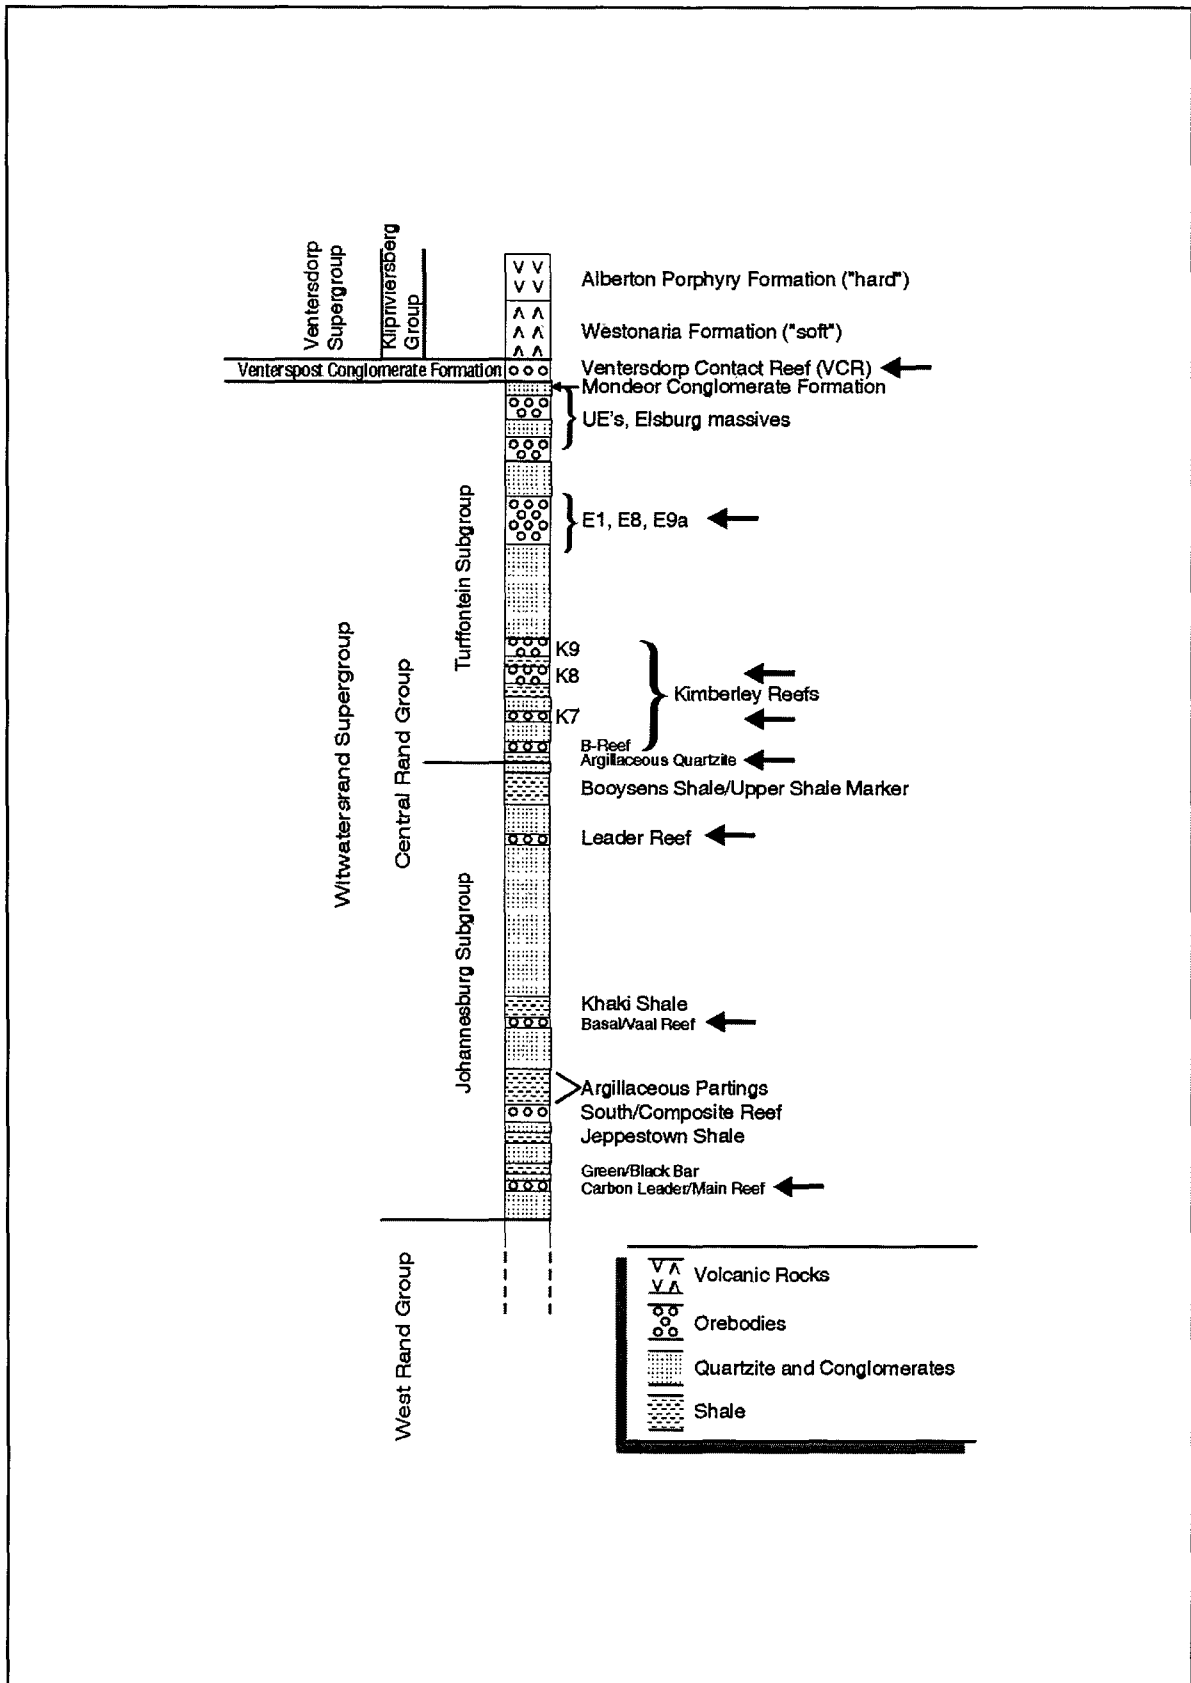 Ventersdorp
Supergroup
Klipriviersberg
Group
Alberton Porphyry Formation ("hard")
Westonaria Formation ("soft")
Venterspost Conglomerate Formation
Ventersdorp Contact Reef (VCR)
Mondeor Conglomerate Formation
UE's, Elsburg massives
E1, E8, E9a
Turffontein Subgroup
K9
K8
Kimberley Reefs
K7
B-Reef
Argillaceous Quartzite
Witwatersrand Supergroup
Central Rand Group
Booysens Shale/Upper Shale Marker
Leader Reef
Johannesburg Subgroup
Khaki Shale
Basal/Vaal Reef
Argillaceous Partings
South/Composite Reef
Jeppestown Shale
Green/Black Bar
Carbon Leader/Main Reef
West Rand Group
Volcanic Rocks
Orebodies
Quartzite and Conglomerates
Shale